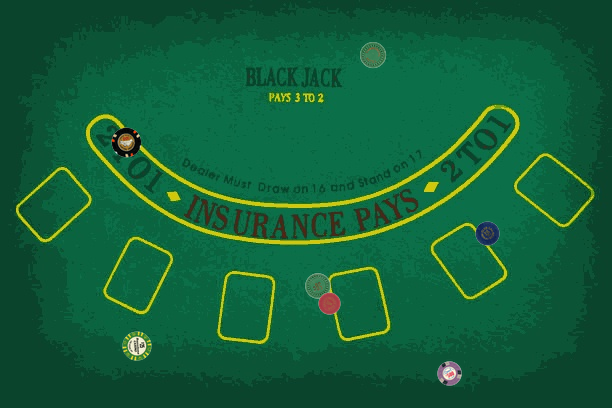 BLACK JACK
PAYS 3 TO 2
Dealer Must Draw on 16 and Stand on 17
2 TO 1 INSURANCE PAYS 2 TO 1